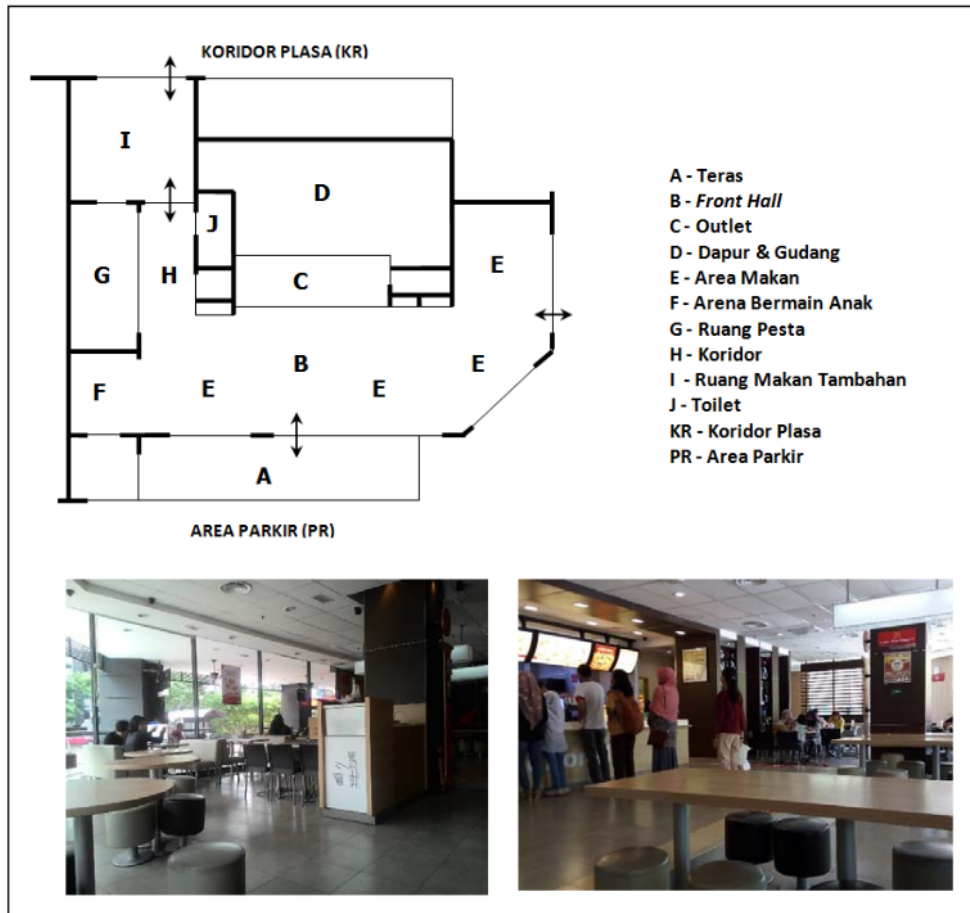 KORIDOR PLASA (KR)
I
D
J
G
H
C
E
B
F
E
E
E
A
AREA PARKIR (PR)
A - Teras
B - Front Hall
C - Outlet
D - Dapur & Gudang
E - Area Makan
F - Arena Bermain Anak
G - Ruang Pesta
H - Koridor
I - Ruang Makan Tambahan
J - Toilet
KR - Koridor Plasa
PR - Area Parkir